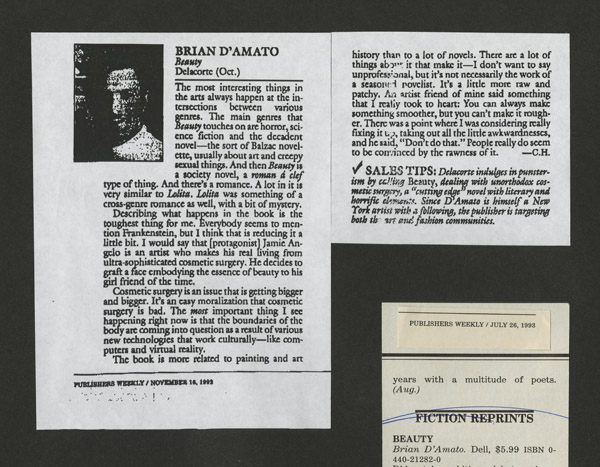 BRIAN D'AMATO
Beauty
Delacorte (Oct.)
The most interesting things in
the arts always happen at the in-
tersections between various
genres. The main genres that
Beauty touches on are horror, sci-
ence fiction and the decadent
novel—the sort of Balzac novel-
ette, usually about art and creepy
sexual things. And then Beauty is
a society novel, a roman à clef
type of thing. And there's a romance. A lot in it is
very similar to Lolita. Lolita was something of a
cross-genre romance as well, with a bit of mystery.
Describing what happens in the book is the
toughest thing for me. Everybody seems to men-
tion Frankenstein, but I think that is reducing it a
little bit. I would say that [protagonist] Jamie An-
gelo is an artist who makes his real living from
ultra-sophisticated cosmetic surgery. He decides to
graft a face embodying the essence of beauty to his
girl friend of the time.
Cosmetic surgery is an issue that is getting bigger
and bigger. It's an easy moralization that cosmetic
surgery is bad. The most important thing I see
happening right now is that the boundaries of the
body are coming into question as a result of various
new technologies that work culturally—like com-
puters and virtual reality.
The book is more related to painting and art
PUBLISHERS WEEKLY / NOVEMBER 16, 1992
history than to a lot of novels. There are a lot of
things about it that make it—I don't want to say
unprofessional, but it's not necessarily the work of
a seasoned novelist. It's a little more raw and
patchy. An artist friend of mine said something
that I really took to heart: You can always make
something smoother, but you can't make it rough-
er. There was a point where I was considering really
fixing it up, taking out all the little awkwardnesses,
and he said, "Don't do that." People really do seem
to be convinced by the rawness of it. —C.H.
✓ SALES TIPS: Delacorte indulges in punster-
ism by calling Beauty, dealing with unorthodox cos-
metic surgery, a "cutting edge" novel with literary and
horrific elements. Since D'Amato is himself a New
York artist with a following, the publisher is targeting
both the art and fashion communities.
PUBLISHERS WEEKLY / JULY 26, 1993
years with a multitude of poets.
(Aug.)
FICTION REPRINTS
BEAUTY
Brian D'Amato. Dell, $5.99 ISBN 0-
440-21282-0